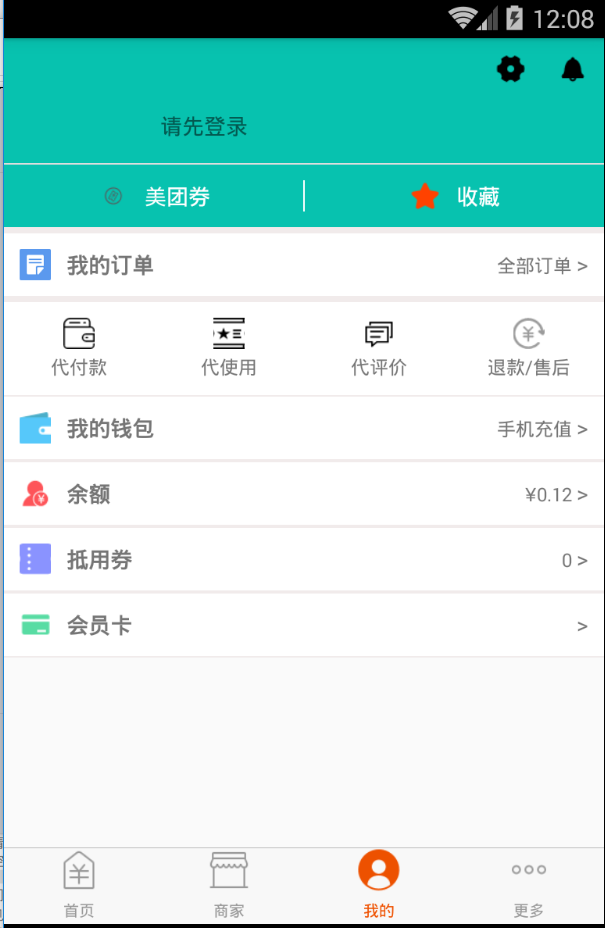 12:08
请先登录
美团券 收藏
我的订单 全部订单 >
代付款 代使用 代评价 退款/售后
我的钱包 手机充值 >
余额 ¥0.12 >
抵用券 0 >
会员卡 >
首页 商家 我的 更多